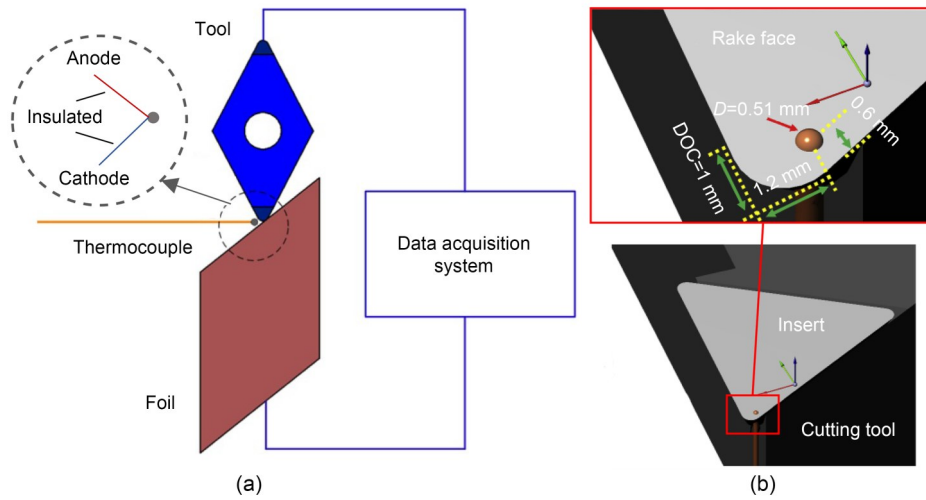 Tool
Anode
Insulated
Cathode
Thermocouple
Data acquisition
system
Foil
(a)
Rake face
D=0.51 mm
0.6 mm
DOC=1 mm
1.2 mm
Insert
Cutting tool
(b)